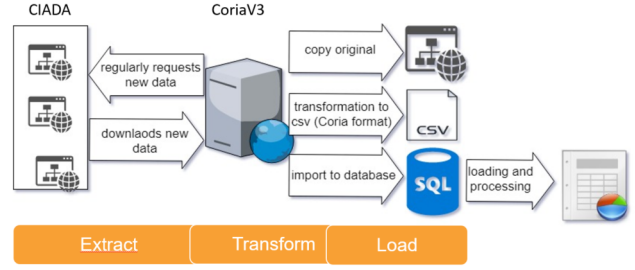 CIADA
CoriaV3
regularly requests
new data
downlaods new
data
copy original
transformation to
csv (Coria format)
CSV
import to database
SQL
loading and
processing
Extract
Transform
Load